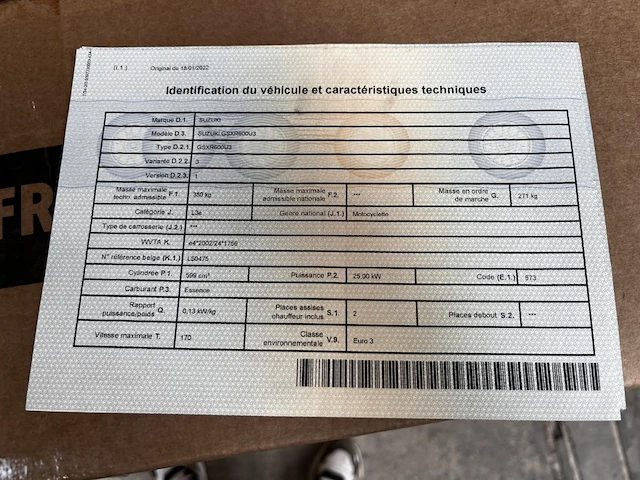 (I.1.) Original du 18/01/2022
Identification du véhicule et caractéristiques techniques
Marque D.1. SUZUKI
Modèle D.3. SUZUKI GSXR600U3
Type D.2.1. GSXR600U3
Variante D.2.2. 3
Version D.2.3. 1
Masse maximale techn. admissible F.1. 380 kg Masse maximale admissible nationale F.2. *** Masse en ordre de marche G. 271 kg
Catégorie J. L3e Genre national (J.1.) Motocyclette
Type de carrosserie (J.2.) ***
WVTA K. e4*2002/24*1756
N° référence belge (K.1.) L50475
Cylindrée P.1. 599 cm³ Puissance P.2. 25,00 kW Code (E.1.) 573
Carburant P.3. Essence
Rapport puissance/poids Q. 0,13 kW/kg Places assises chauffeur inclus S.1. 2 Places debout S.2. ***
Vitesse maximale T. 170 Classe environnementale V.9. Euro 3
FR